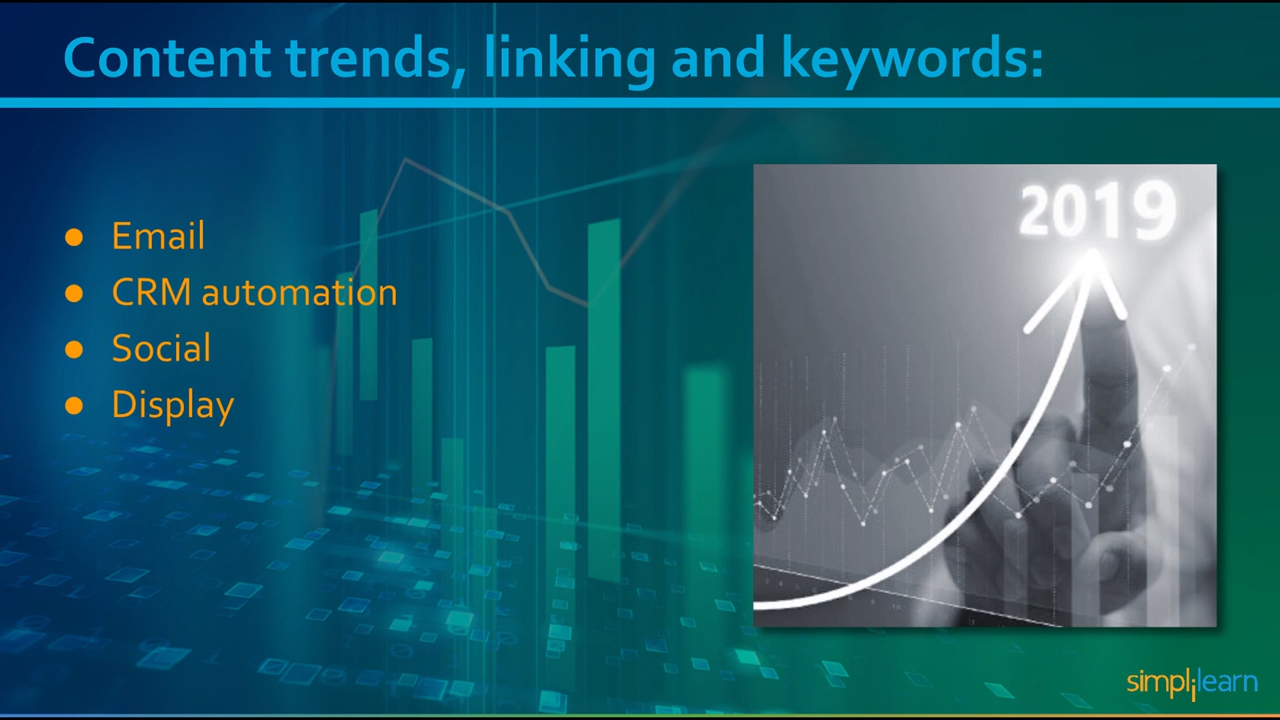 Content trends, linking and keywords:
● Email
● CRM automation
● Social
● Display
2019
simplilearn